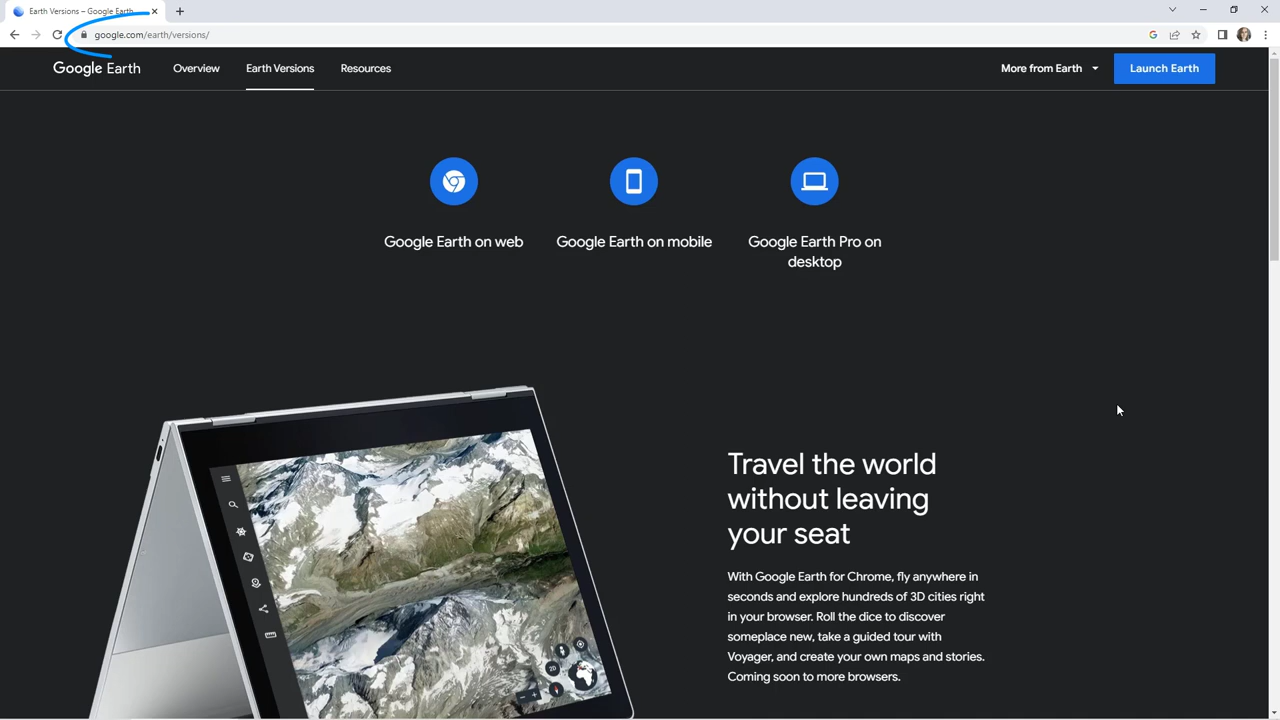 Earth Versions – Google Earth
google.com/earth/versions/
Google Earth
Overview
Earth Versions
Resources
More from Earth
Launch Earth
Google Earth on web
Google Earth on mobile
Google Earth Pro on
desktop
Travel the world
without leaving
your seat
With Google Earth for Chrome, fly anywhere in
seconds and explore hundreds of 3D cities right
in your browser. Roll the dice to discover
someplace new, take a guided tour with
Voyager, and create your own maps and stories.
Coming soon to more browsers.
2D